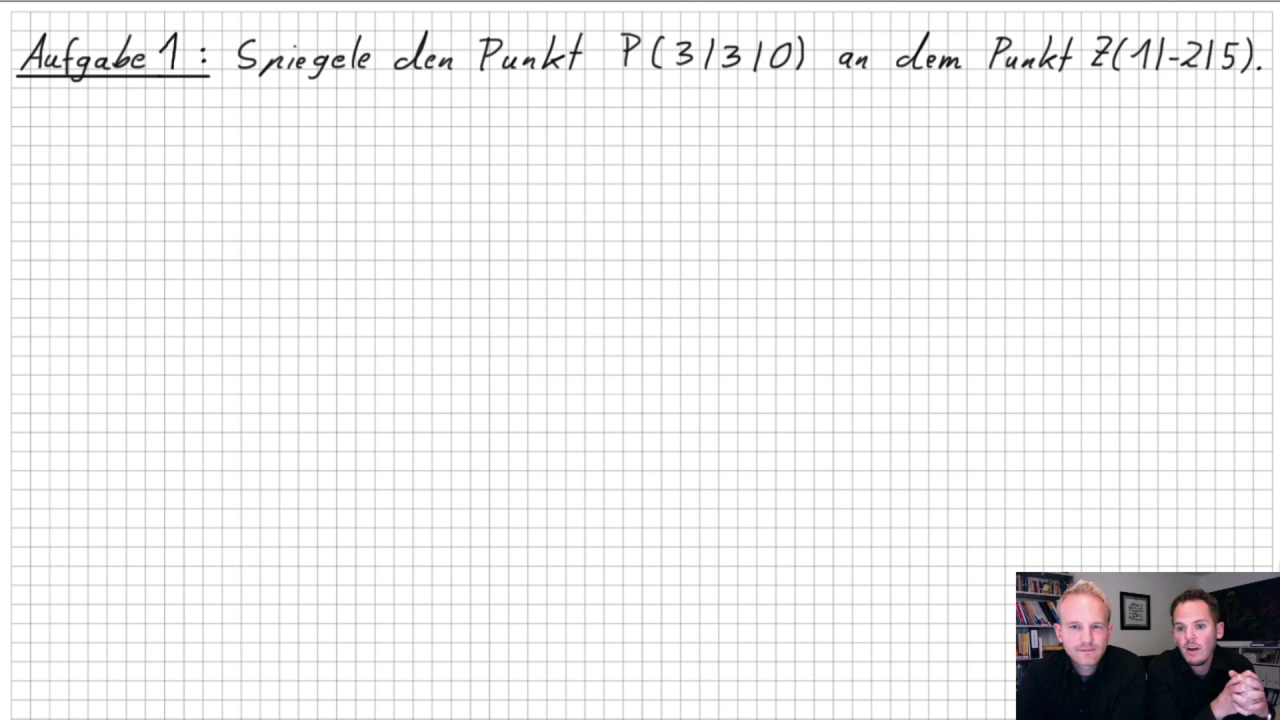 Aufgabe 1: Spiegele den Punkt P(3|3|0) an dem Punkt Z(1|-2|5).